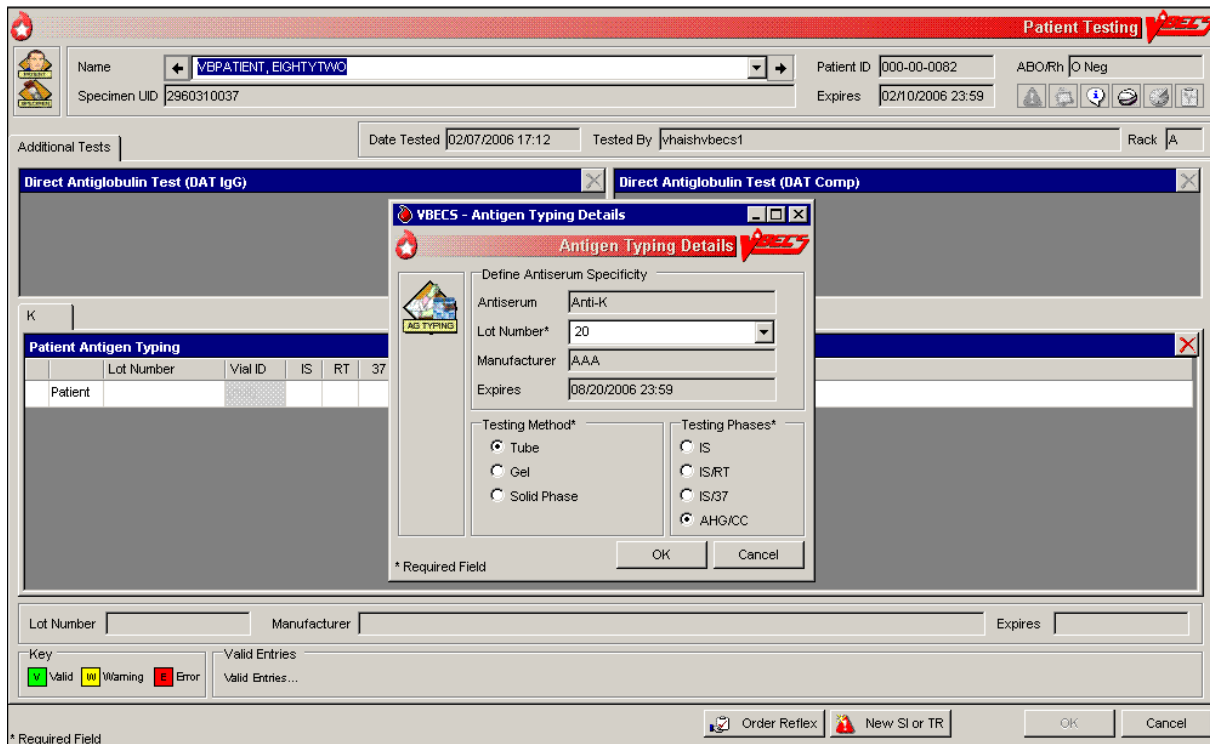 Patient Testing VBECS
PATIENT
Name VBPATIENT, EIGHTYTWO Patient ID 000-00-0082 ABO/Rh O Neg
SPECIMEN
Specimen UID 2960310037 Expires 02/10/2006 23:59
Additional Tests Date Tested 02/07/2006 17:12 Tested By vhaishvbecs1 Rack A
Direct Antiglobulin Test (DAT IgG) Direct Antiglobulin Test (DAT Comp)
VBECS - Antigen Typing Details
Antigen Typing Details VBECS
AG TYPING
Define Antiserum Specificity
Antiserum Anti-K
Lot Number* 20
Manufacturer AAA
Expires 08/20/2006 23:59
Testing Method*
Tube
Gel
Solid Phase
Testing Phases*
IS
IS/RT
IS/37
AHG/CC
OK Cancel
* Required Field
K
Patient Antigen Typing
Lot Number Vial ID IS RT 37
Patient
Lot Number Manufacturer Expires
Key
V Valid W Warning E Error
Valid Entries
Valid Entries...
Order Reflex New SI or TR OK Cancel
* Required Field